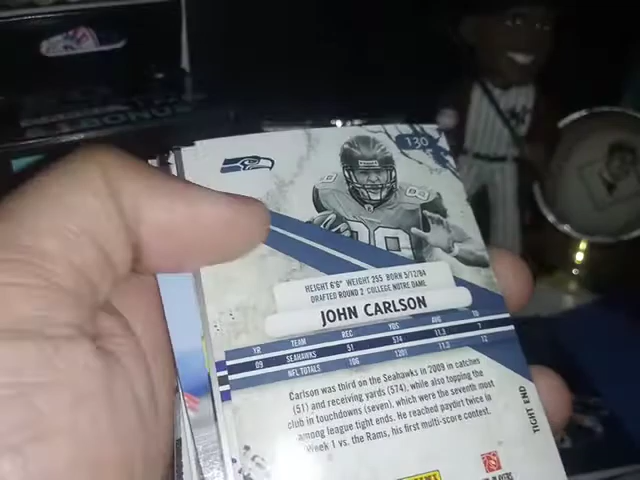 BONUS
130
HEIGHT 6'6" WEIGHT 255 BORN 5/12/84
DRAFTED ROUND 2 COLLEGE NOTRE DAME
JOHN CARLSON
YR TEAM REC YDS AVG TD
09 SEAHAWKS 51 574 11.3 7
NFL TOTALS 106 1201 11.3 12
Carlson was third on the Seahawks in 2009 in catches
(51) and receiving yards (574), while also topping the
club in touchdowns (seven), which were the seventh most
among league tight ends. He reached paydirt twice in
Week 1 vs. the Rams, his first multi-score contest.
TIGHT END
PLAYERS